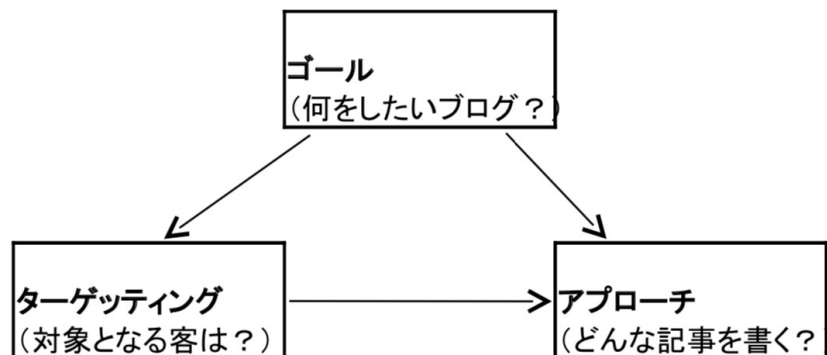 ゴール
(何をしたいブログ？)
ターゲッティング
(対象となる客は？)
アプローチ
(どんな記事を書く？)